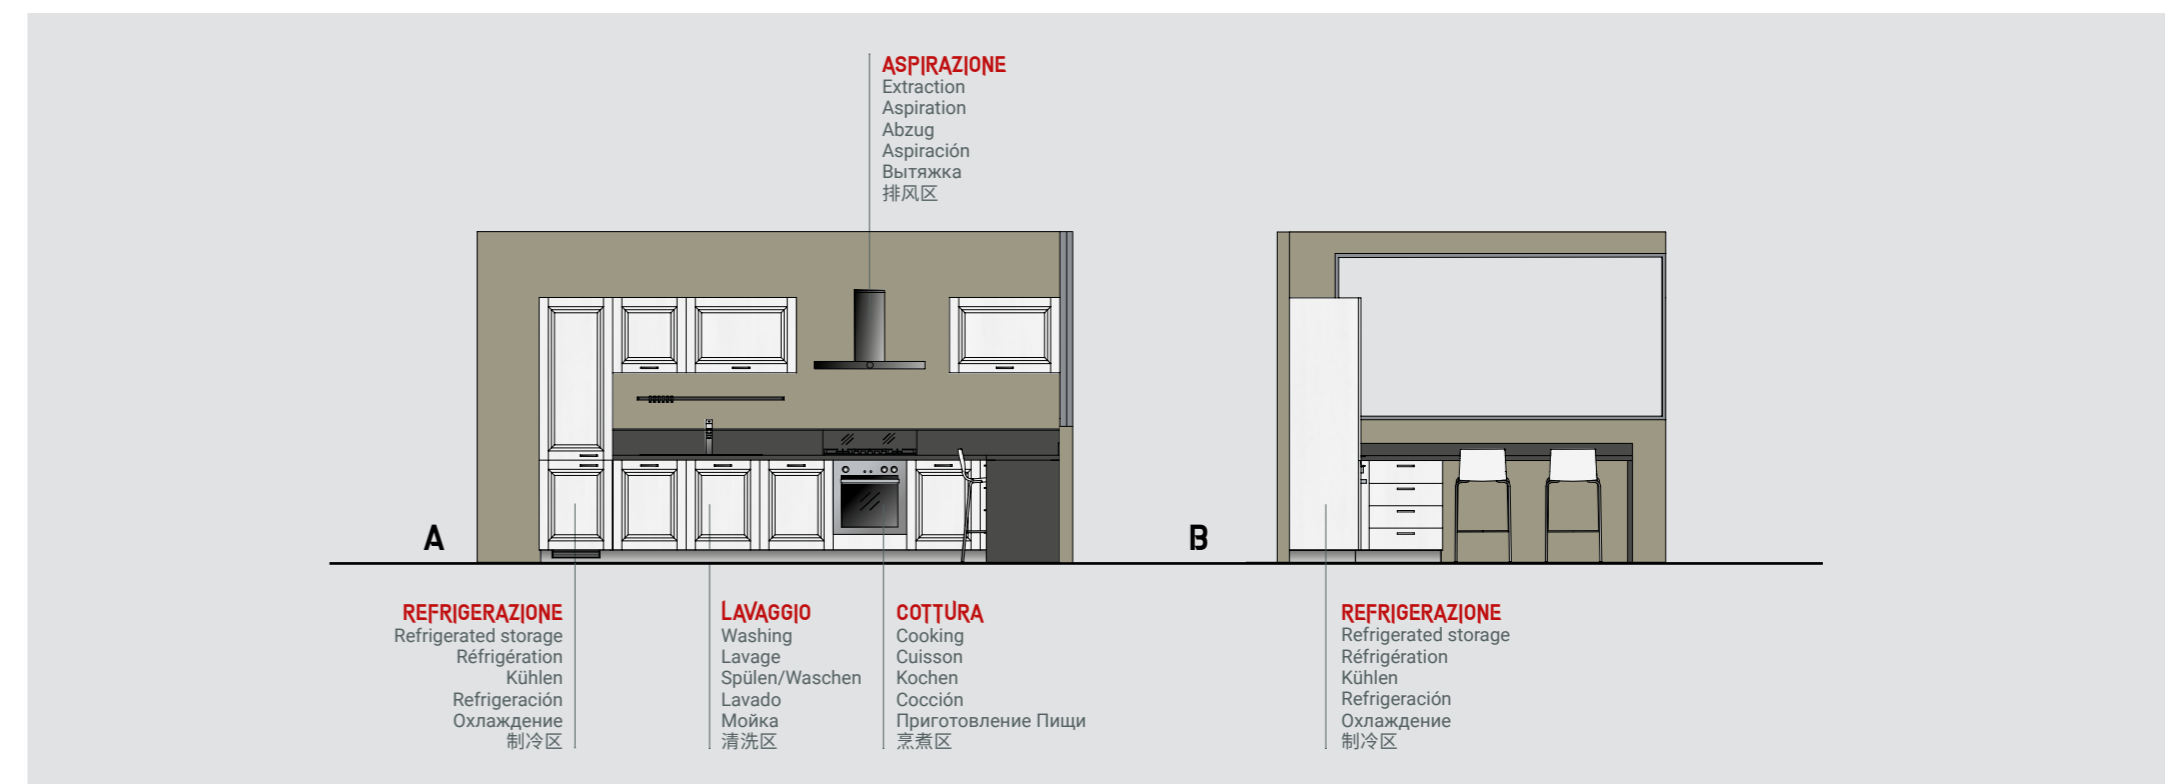 ASPIRAZIONE
Extraction
Aspiration
Abzug
Aspiración
Вытяжка
排风区
A
B
REFRIGERAZIONE
Refrigerated storage
Réfrigération
Kühlen
Refrigeración
Охлаждение
制冷区
LAVAGGIO
Washing
Lavage
Spülen/Waschen
Lavado
Мойка
清洗区
COTTURA
Cooking
Cuisson
Kochen
Cocción
Приготовление Пищи
烹煮区
REFRIGERAZIONE
Refrigerated storage
Réfrigération
Kühlen
Refrigeración
Охлаждение
制冷区